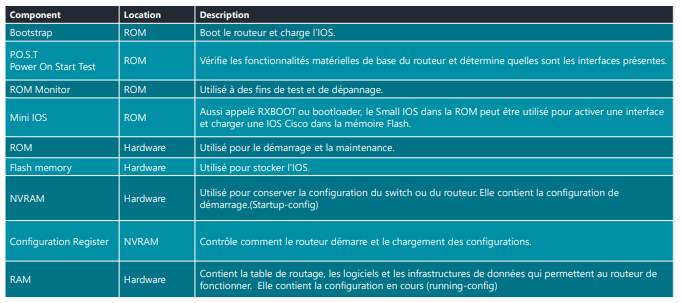 Component Location Description
Bootstrap ROM Boot le routeur et charge l'IOS.
P.O.S.T
Power On Start Test ROM Vérifie les fonctionnalités matérielles de base du routeur et détermine quelles sont les interfaces présentes.
ROM Monitor ROM Utilisé à des fins de test et de dépannage.
Mini IOS ROM Aussi appelé RXBOOT ou bootloader, le Small IOS dans la ROM peut être utilisé pour activer une interface
et charger une IOS Cisco dans la mémoire Flash.
ROM Hardware Utilisé pour le démarrage et la maintenance.
Flash memory Hardware Utilisé pour stocker l'IOS.
NVRAM Hardware Utilisé pour conserver la configuration du switch ou du routeur. Elle contient la configuration de
démarrage.(Startup-config)
Configuration Register NVRAM Contrôle comment le routeur démarre et le chargement des configurations.
RAM Hardware Contient la table de routage, les logiciels et les infrastructures de données qui permettent au routeur de
fonctionner. Elle contient la configuration en cours (running-config)